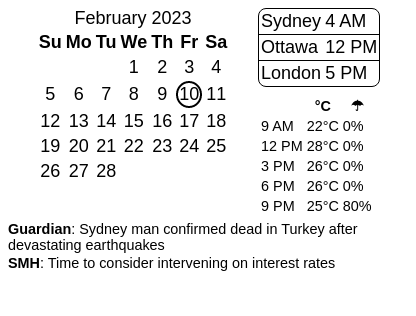 February 2023
Su Mo Tu We Th Fr Sa
1 2 3 4
5 6 7 8 9 10 11
12 13 14 15 16 17 18
19 20 21 22 23 24 25
26 27 28
Sydney 4 AM
Ottawa 12 PM
London 5 PM
°C ☂
9 AM 22°C 0%
12 PM 28°C 0%
3 PM 26°C 0%
6 PM 26°C 0%
9 PM 25°C 80%
Guardian: Sydney man confirmed dead in Turkey after
devastating earthquakes
SMH: Time to consider intervening on interest rates